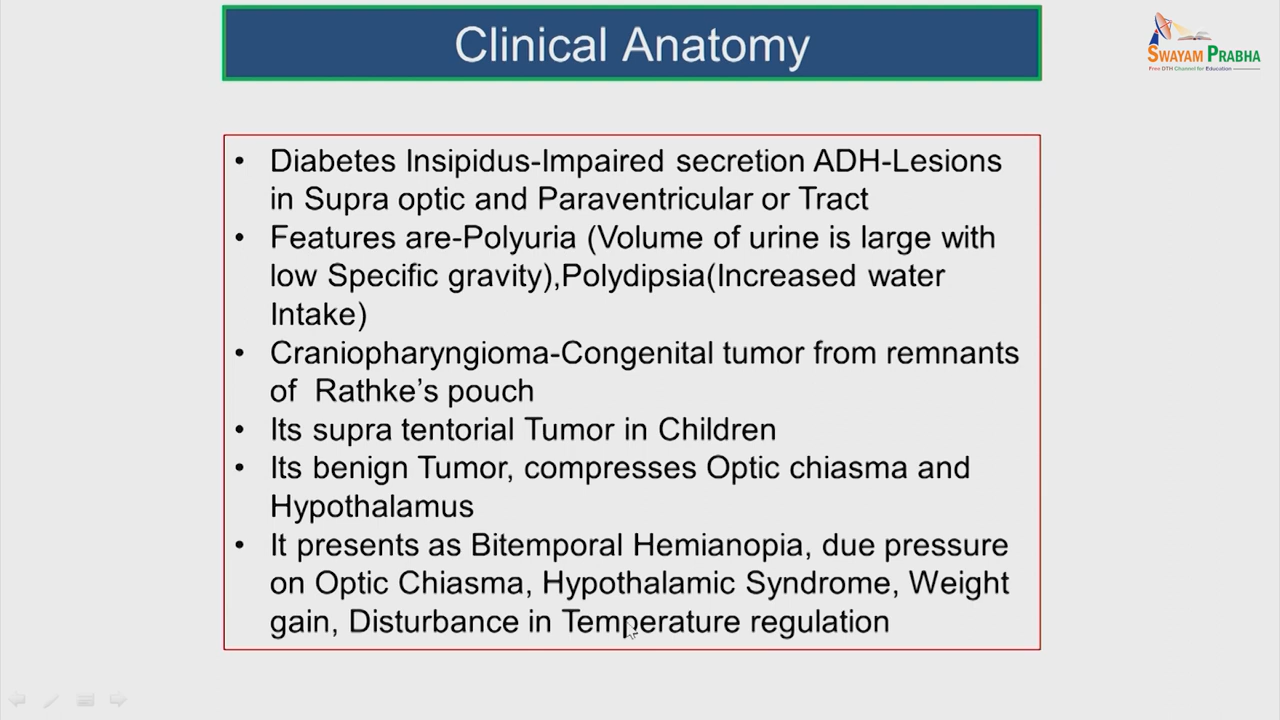 Clinical Anatomy
SWAYAM PRABHA
Free DTH Channel for Education
• Diabetes Insipidus-Impaired secretion ADH-Lesions
in Supra optic and Paraventricular or Tract
• Features are-Polyuria (Volume of urine is large with
low Specific gravity),Polydipsia(Increased water
Intake)
• Craniopharyngioma-Congenital tumor from remnants
of Rathke’s pouch
• Its supra tentorial Tumor in Children
• Its benign Tumor, compresses Optic chiasma and
Hypothalamus
• It presents as Bitemporal Hemianopia, due pressure
on Optic Chiasma, Hypothalamic Syndrome, Weight
gain, Disturbance in Temperature regulation